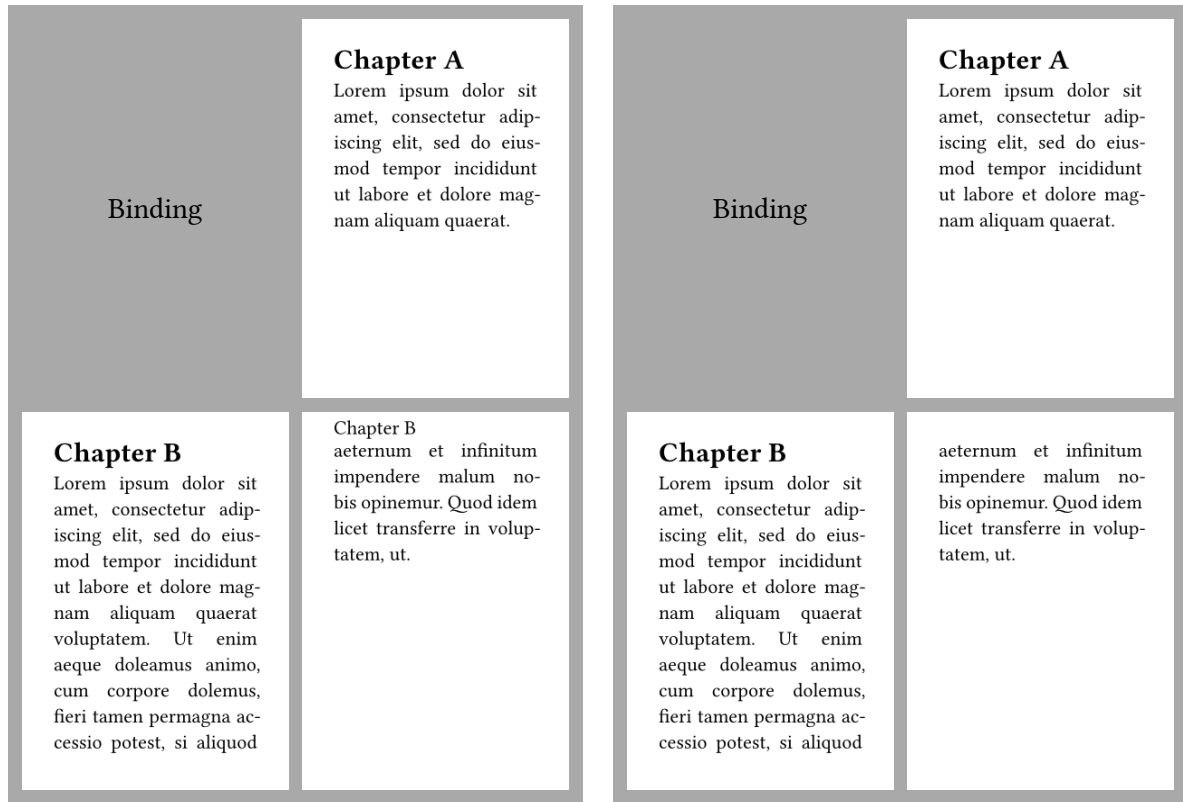 Binding
Chapter A
Lorem ipsum dolor sit
amet, consectetur adip-
iscing elit, sed do eius-
mod tempor incididunt
ut labore et dolore mag-
nam aliquam quaerat.
Chapter B
Lorem ipsum dolor sit
amet, consectetur adip-
iscing elit, sed do eius-
mod tempor incididunt
ut labore et dolore mag-
nam aliquam quaerat
voluptatem. Ut enim
aeque doleamus animo,
cum corpore dolemus,
fieri tamen permagna ac-
cessio potest, si aliquod
Chapter B
aeternum et infinitum
impendere malum no-
bis opinemur. Quod idem
licet transferre in volup-
tatem, ut.
Binding
Chapter A
Lorem ipsum dolor sit
amet, consectetur adip-
iscing elit, sed do eius-
mod tempor incididunt
ut labore et dolore mag-
nam aliquam quaerat.
Chapter B
Lorem ipsum dolor sit
amet, consectetur adip-
iscing elit, sed do eius-
mod tempor incididunt
ut labore et dolore mag-
nam aliquam quaerat
voluptatem. Ut enim
aeque doleamus animo,
cum corpore dolemus,
fieri tamen permagna ac-
cessio potest, si aliquod
aeternum et infinitum
impendere malum no-
bis opinemur. Quod idem
licet transferre in volup-
tatem, ut.